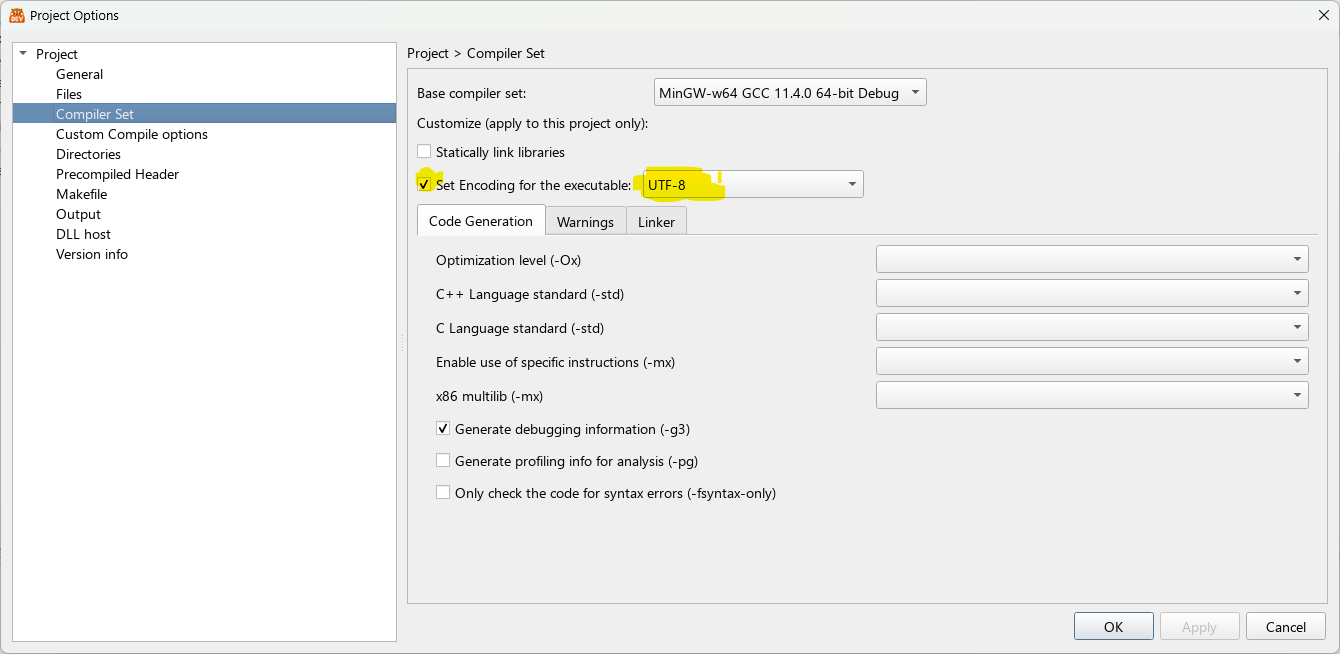 Project Options
Project
General
Files
Compiler Set
Custom Compile options
Directories
Precompiled Header
Makefile
Output
DLL host
Version info
Project > Compiler Set
Base compiler set: MinGW-w64 GCC 11.4.0 64-bit Debug
Customize (apply to this project only):
Statically link libraries
Set Encoding for the executable: UTF-8
Code Generation Warnings Linker
Optimization level (-Ox)
C++ Language standard (-std)
C Language standard (-std)
Enable use of specific instructions (-mx)
x86 multilib (-mx)
Generate debugging information (-g3)
Generate profiling info for analysis (-pg)
Only check the code for syntax errors (-fsyntax-only)
OK Apply Cancel